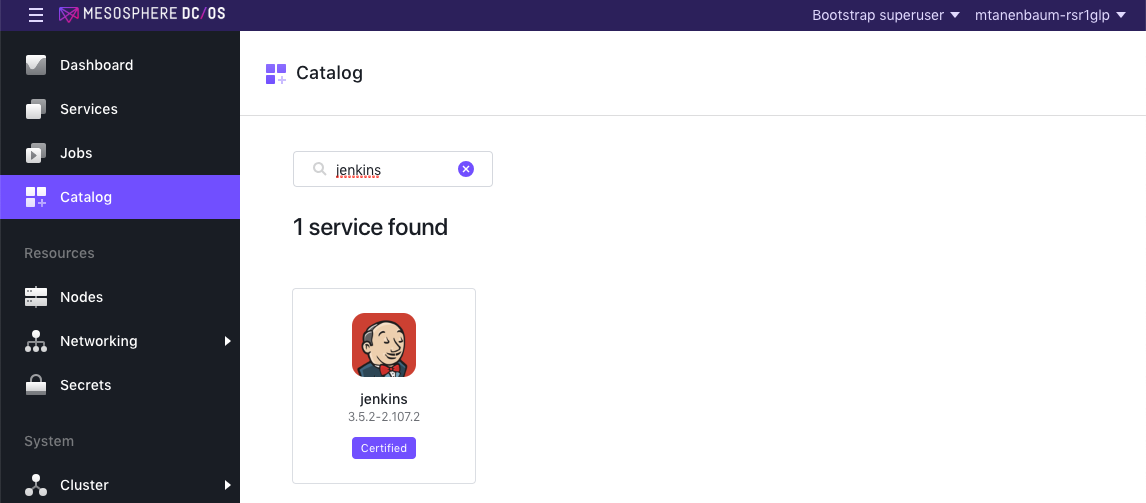 MESOSPHERE DC/OS
Bootstrap superuser
mtanenbaum-rsr1glp
Dashboard
Services
Jobs
Catalog
Resources
Nodes
Networking
Secrets
System
Cluster
Catalog
jenkins
1 service found
jenkins
3.5.2-2.107.2
Certified